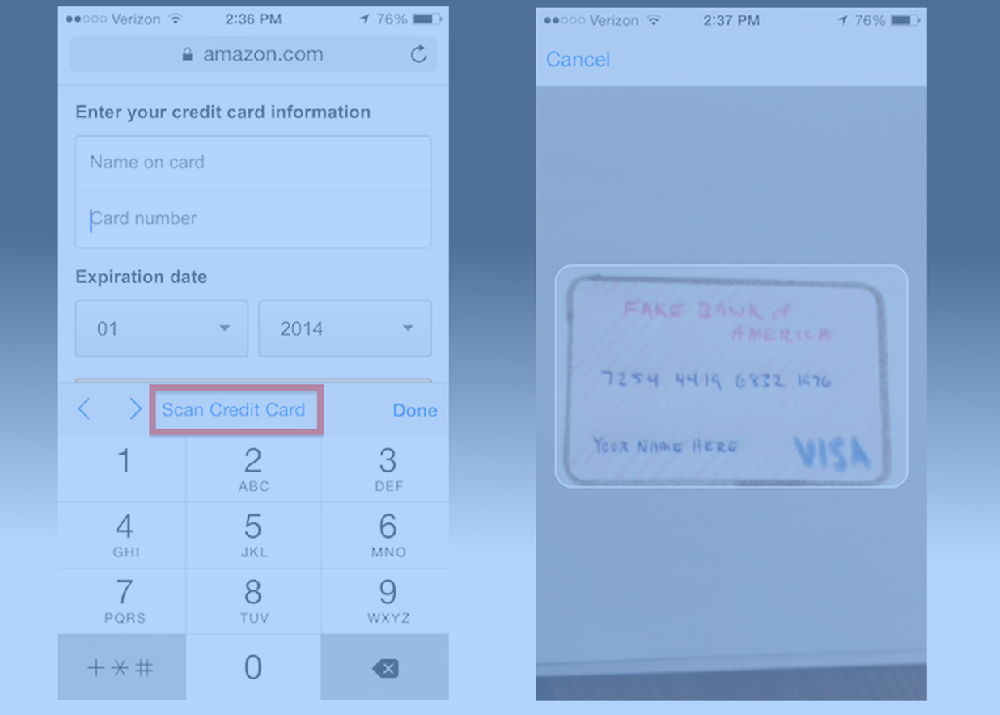 Verizon 2:36 PM 76%
amazon.com
Enter your credit card information
Name on card
Card number
Expiration date
01 2014
Scan Credit Card Done
1 2 3
ABC DEF
4 5 6
GHI JKL MNO
7 8 9
PQRS TUV WXYZ
+*# 0
Verizon 2:37 PM 76%
Cancel
FAKE BANK of
AMERICA
7254 4419 6832 1976
YOUR NAME HERE
VISA